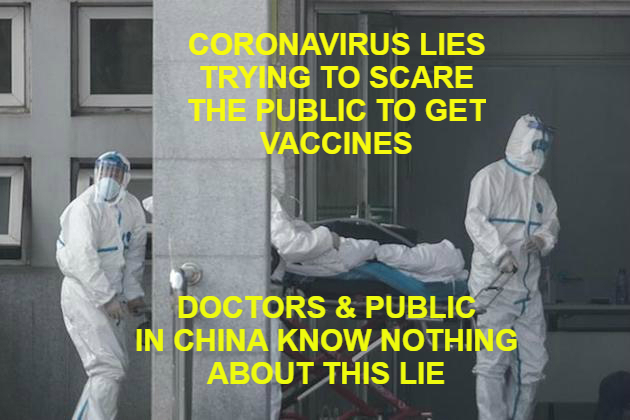 CORONAVIRUS LIES
TRYING TO SCARE
THE PUBLIC TO GET
VACCINES
DOCTORS & PUBLIC
IN CHINA KNOW NOTHING
ABOUT THIS LIE